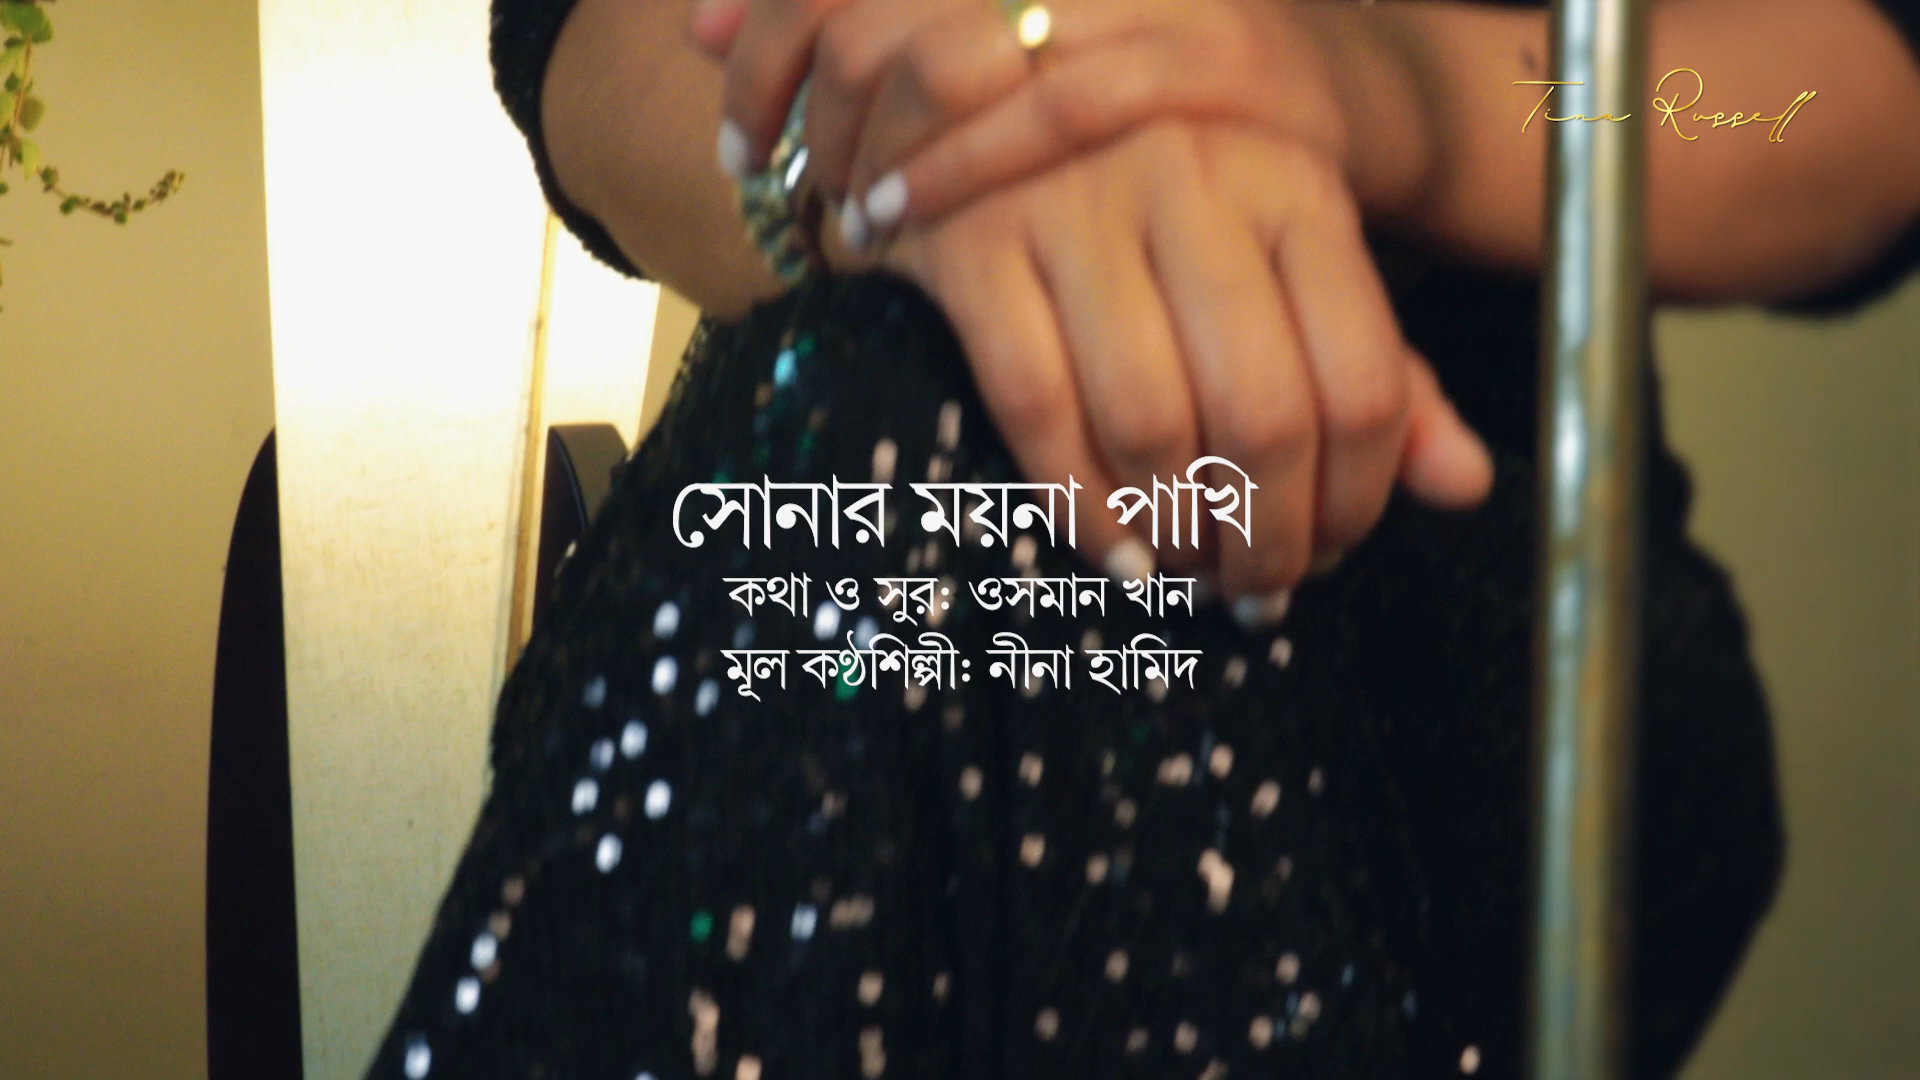 Tina Russell
সোনার ময়না পাখি
কথা ও সুর: ওসমান খান
মূল কণ্ঠশিল্পী: নীনা হামিদ